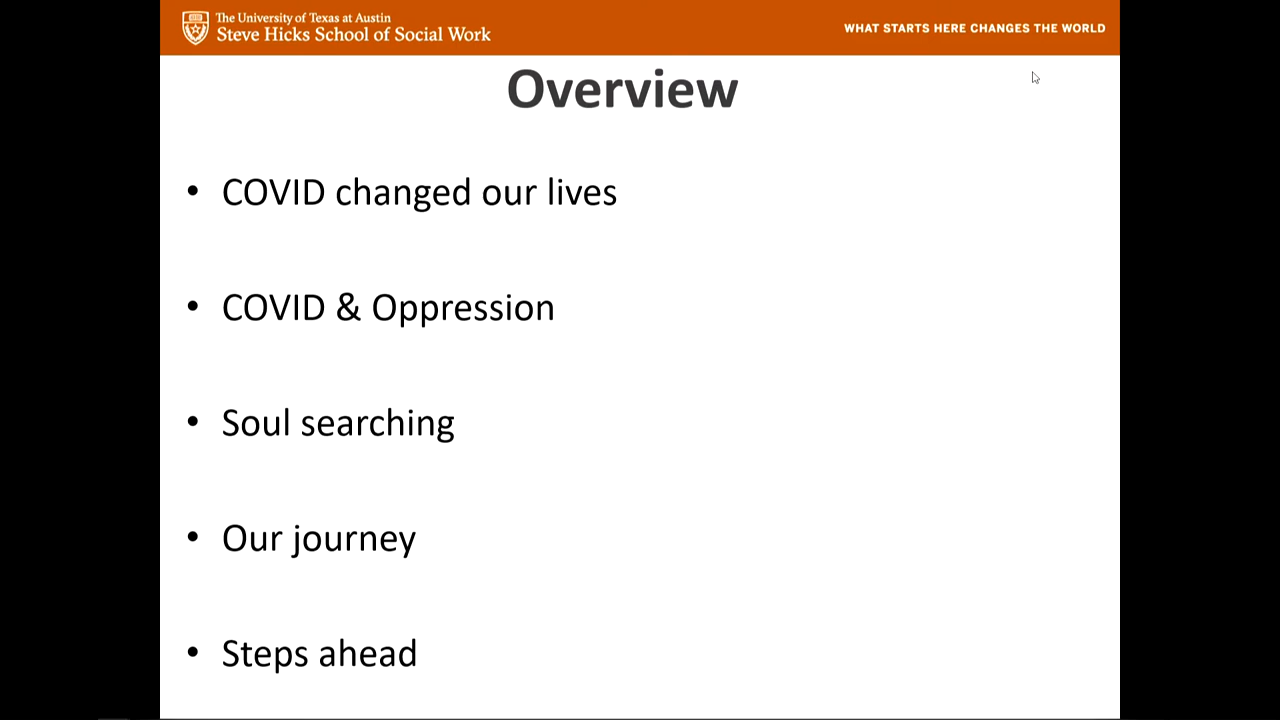 The University of Texas at Austin
Steve Hicks School of Social Work
WHAT STARTS HERE CHANGES THE WORLD
Overview
• COVID changed our lives
• COVID & Oppression
• Soul searching
• Our journey
• Steps ahead